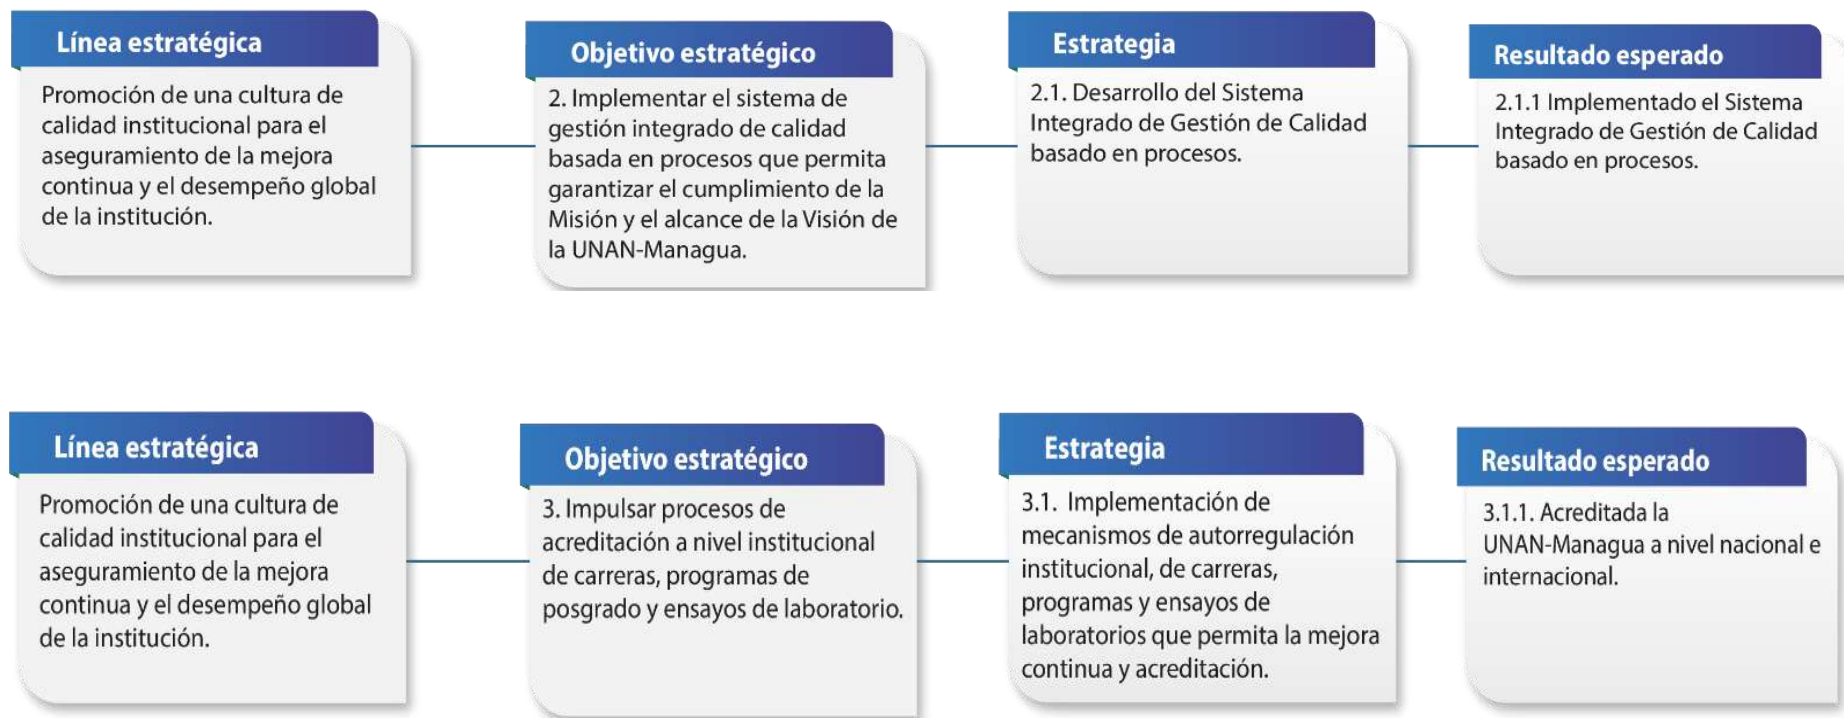 Línea estratégica
Promoción de una cultura de
calidad institucional para el
aseguramiento de la mejora
continua y el desempeño global
de la institución.
Objetivo estratégico
2. Implementar el sistema de
gestión integrado de calidad
basada en procesos que permita
garantizar el cumplimiento de la
Misión y el alcance de la Visión de
la UNAN-Managua.
Estrategia
2.1. Desarrollo del Sistema
Integrado de Gestión de Calidad
basado en procesos.
Resultado esperado
2.1.1 Implementado el Sistema
Integrado de Gestión de Calidad
basado en procesos.
Línea estratégica
Promoción de una cultura de
calidad institucional para el
aseguramiento de la mejora
continua y el desempeño global
de la institución.
Objetivo estratégico
3. Impulsar procesos de
acreditación a nivel institucional
de carreras, programas de
posgrado y ensayos de laboratorio.
Estrategia
3.1. Implementación de
mecanismos de autorregulación
institucional, de carreras,
programas y ensayos de
laboratorios que permita la mejora
continua y acreditación.
Resultado esperado
3.1.1. Acreditada la
UNAN-Managua a nivel nacional e
internacional.